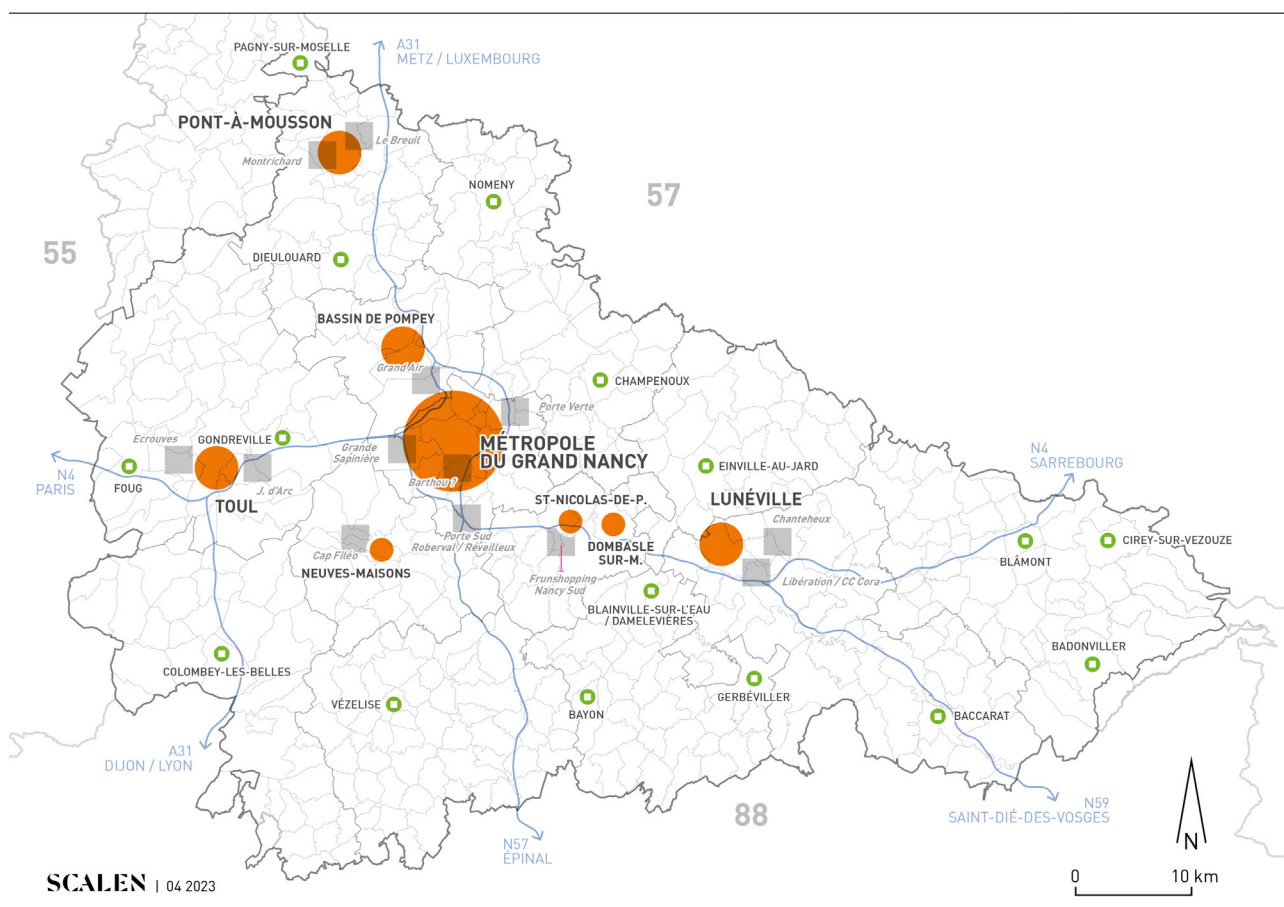 PAGNY-SUR-MOSELLE
A31
METZ / LUXEMBOURG
PONT-À-MOUSSON
Le Breuil
Montrichard
NOMENY
57
55
DIEULOUARD
BASSIN DE POMPEY
Grand Air
CHAMPENOUX
Porte Verte
Ecrouves
GONDREVILLE
Grande
Sapinière
MÉTROPOLE
DU GRAND NANCY
EINVILLE-AU-JARD
N4
SARREBOURG
N4
PARIS
FOUG
J. d'Arc
TOUL
Barthou ?
ST-NICOLAS-DE-P.
LUNÉVILLE
Chanteheux
Porte Sud
Roberval / Réveilleux
Cap Filéo
NEUVES-MAISONS
DOMBASLE
SUR-M.
CIREY-SUR-VEZOUZE
BLÂMONT
Frunshopping
Nancy Sud
Libération / CC Cora
BLAINVILLE-SUR-L'EAU
/ DAMELEVIÈRES
BADONVILLER
COLOMBEY-LES-BELLES
VÉZELISE
BAYON
GERBÉVILLER
BACCARAT
A31
DIJON / LYON
88
N59
SAINT-DIÉ-DES-VOSGES
N57
ÉPINAL
N
SCALEN | 04 2023
0 10 km